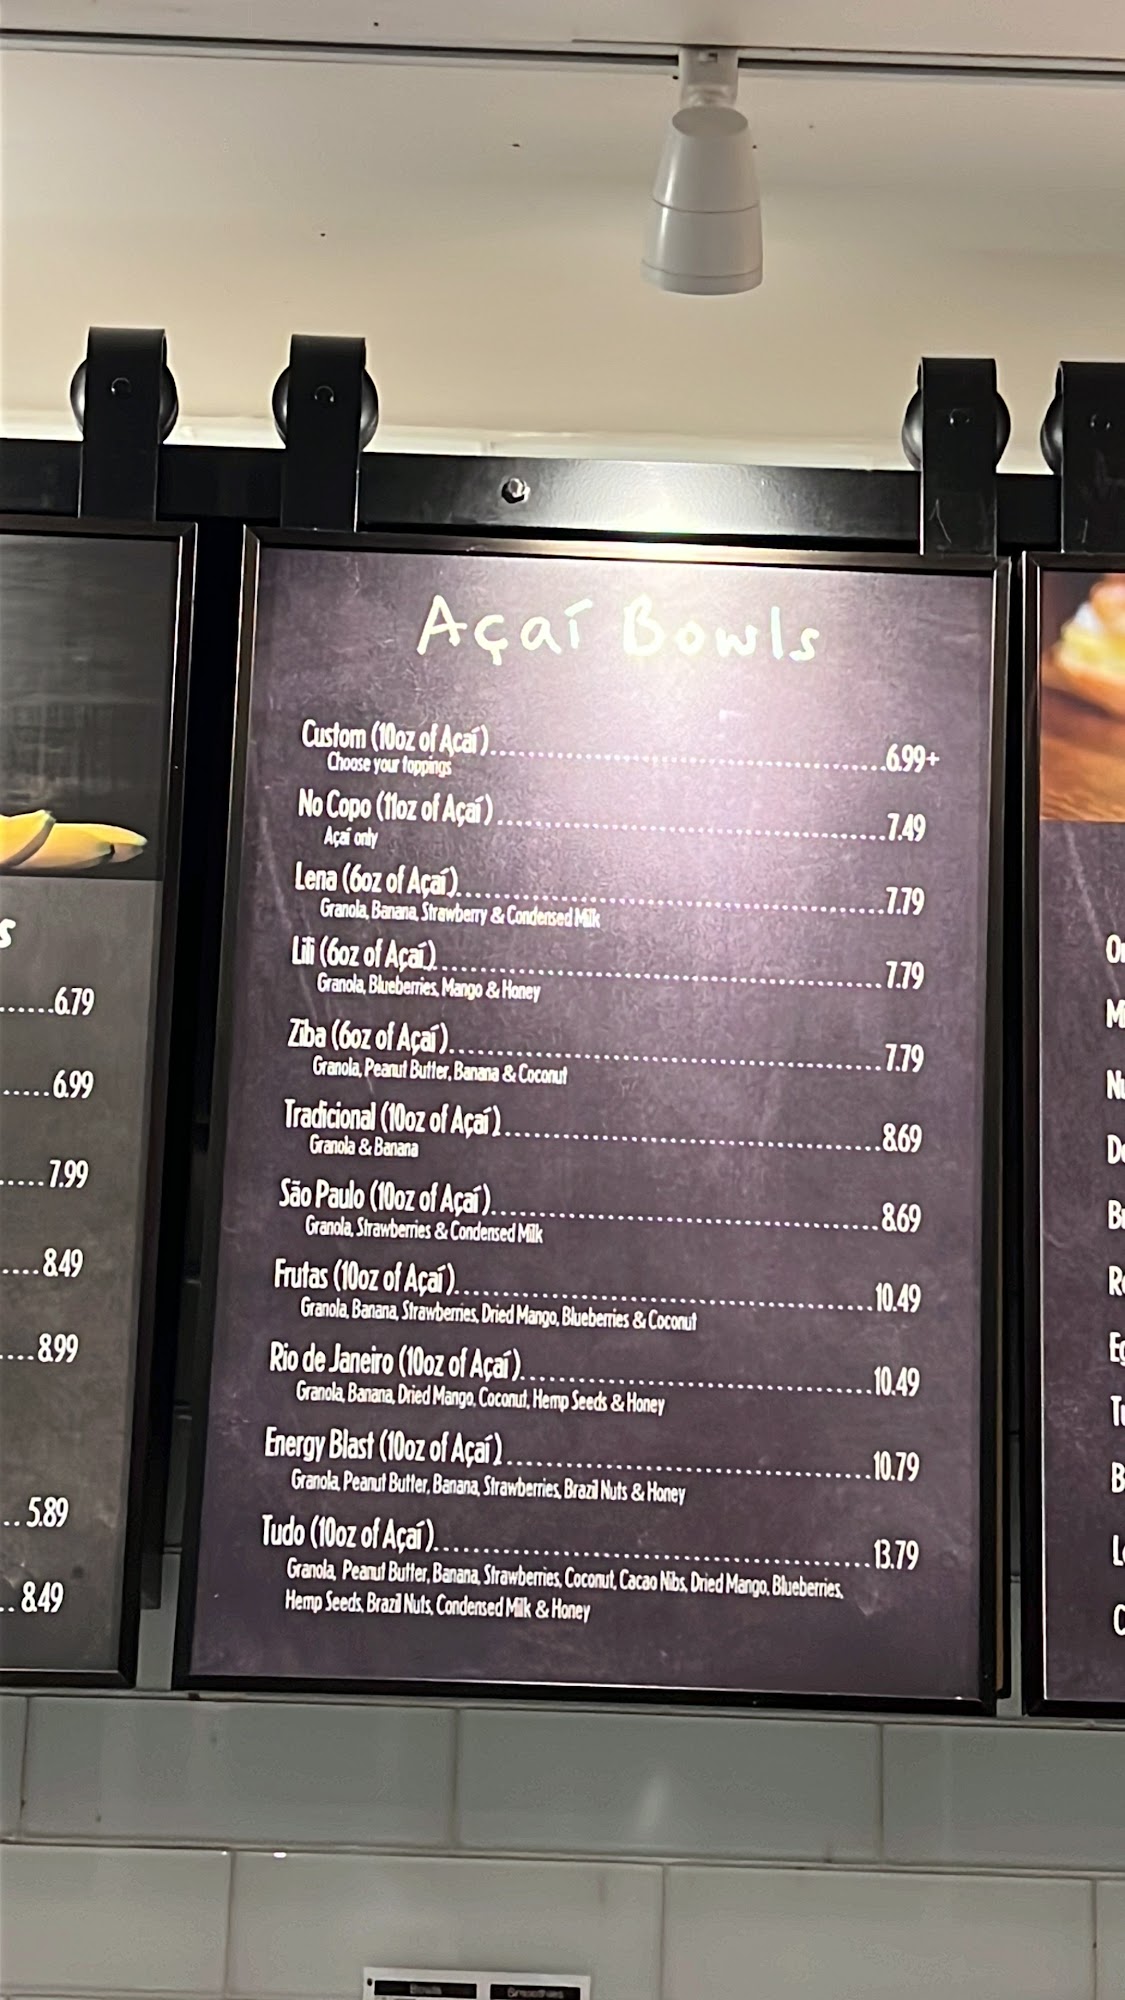 Açaí Bowls
Custom (10oz of Açaí) 6.99+
Choose your toppings
No Copo (11oz of Açaí) 7.49
Açaí only
Lena (6oz of Açaí) 7.79
Granola, Banana, Strawberry & Condensed Milk
Lili (6oz of Açaí) 7.79
Granola, Blueberries, Mango & Honey
Ziba (6oz of Açaí) 7.79
Granola, Peanut Butter, Banana & Coconut
Tradicional (10oz of Açaí) 8.69
Granola & Banana
São Paulo (10oz of Açaí) 8.69
Granola, Strawberries & Condensed Milk
Frutas (10oz of Açaí) 10.49
Granola, Banana, Strawberries, Dried Mango, Blueberries & Coconut
Rio de Janeiro (10oz of Açaí) 10.49
Granola, Banana, Dried Mango, Coconut, Hemp Seeds & Honey
Energy Blast (10oz of Açaí) 10.79
Granola, Peanut Butter, Banana, Strawberries, Brazil Nuts & Honey
Tudo (10oz of Açaí) 13.79
Granola, Peanut Butter, Banana, Strawberries, Coconut, Cacao Nibs, Dried Mango, Blueberries,
Hemp Seeds, Brazil Nuts, Condensed Milk & Honey
6.79
6.99
7.99
8.49
8.99
5.89
8.49
Bowls
Smoothies